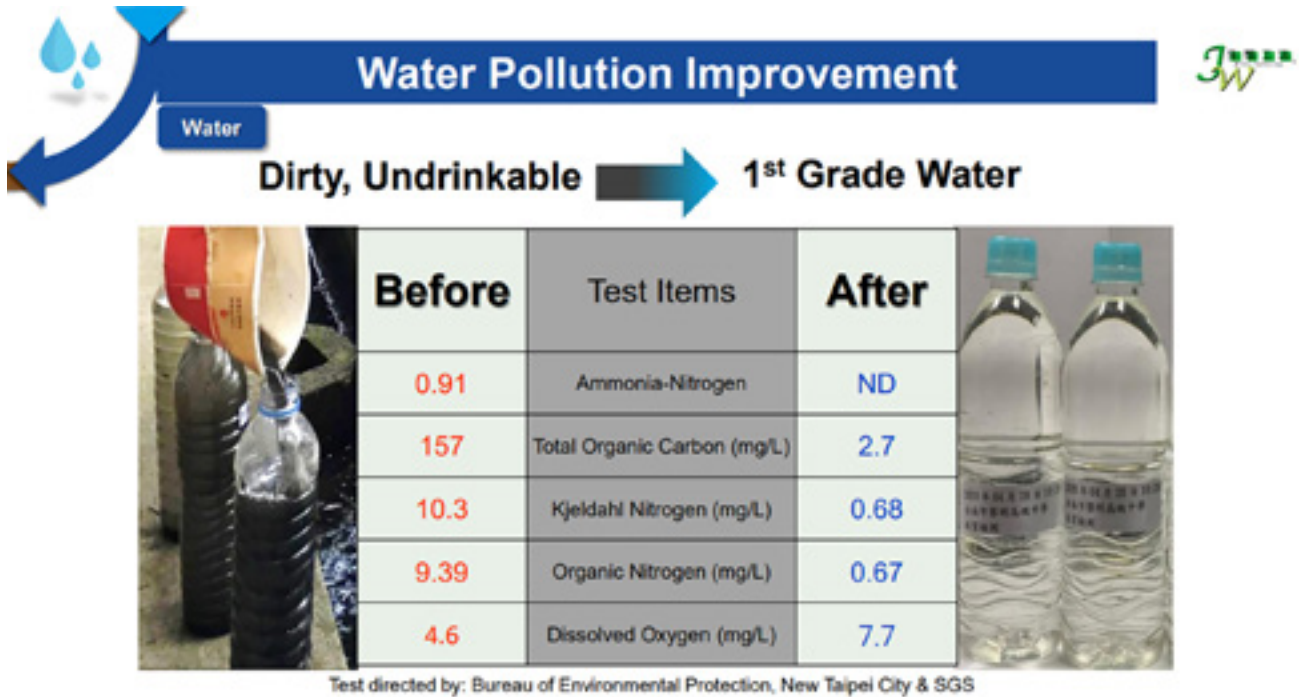 Water Pollution Improvement
Water
Dirty, Undrinkable
1st Grade Water
Before Test Items After
0.91 Ammonia-Nitrogen ND
157 Total Organic Carbon (mg/L) 2.7
10.3 Kjeldahl Nitrogen (mg/L) 0.68
9.39 Organic Nitrogen (mg/L) 0.67
4.6 Dissolved Oxygen (mg/L) 7.7
Test directed by: Bureau of Environmental Protection, New Taipei City & SGS